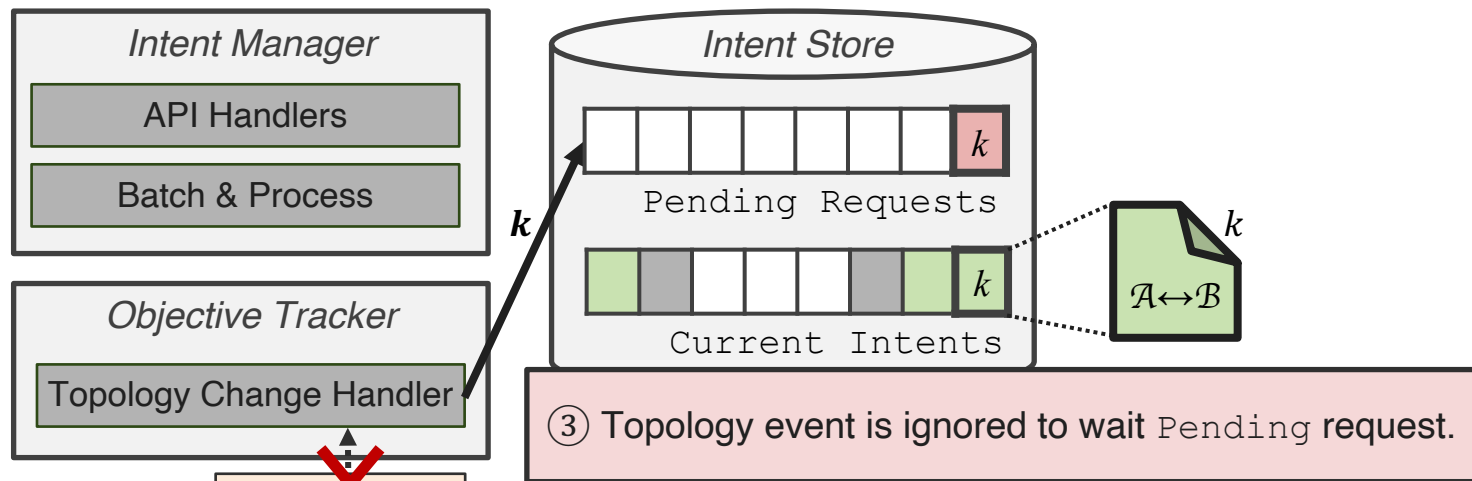 Intent Manager
API Handlers
Batch & Process
Objective Tracker
Topology Change Handler
k
Intent Store
k
Pending Requests
k
Current Intents
k
𝒜↔ℬ
③ Topology event is ignored to wait Pending request.